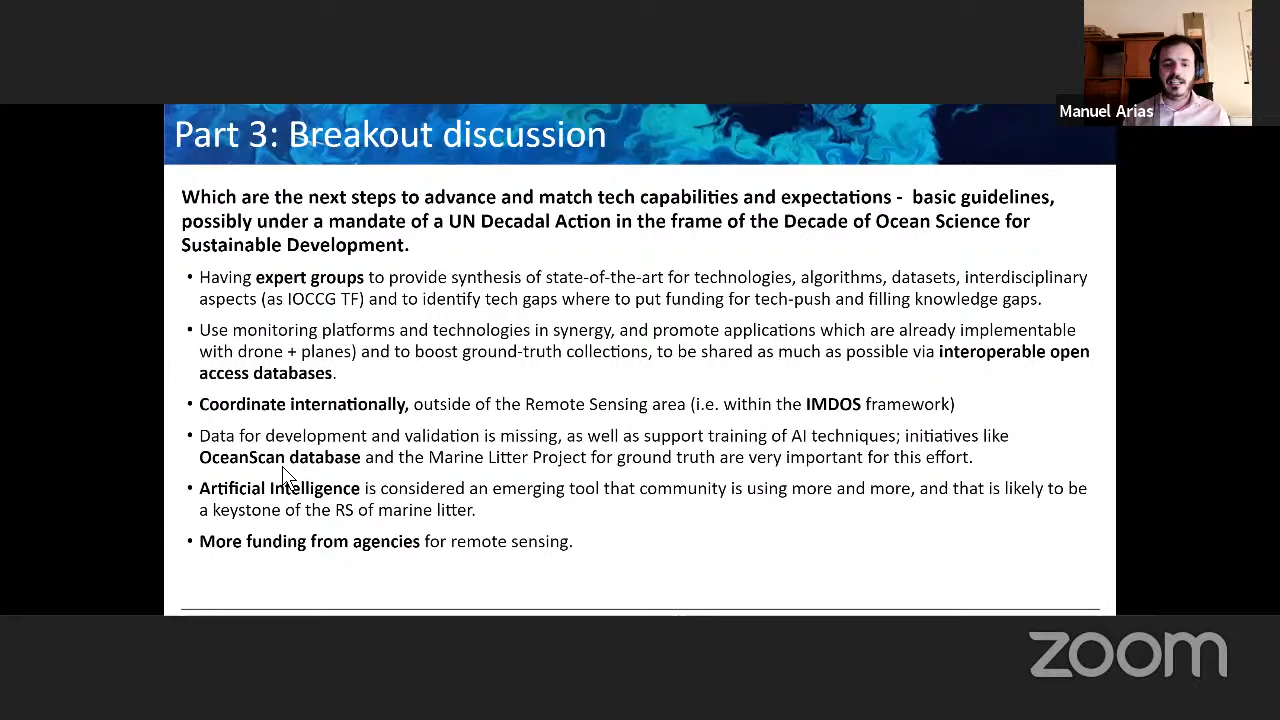 Manuel Arias
Part 3: Breakout discussion
Which are the next steps to advance and match tech capabilities and expectations - basic guidelines,
possibly under a mandate of a UN Decadal Action in the frame of the Decade of Ocean Science for
Sustainable Development.
• Having expert groups to provide synthesis of state-of-the-art for technologies, algorithms, datasets, interdisciplinary
aspects (as IOCCG TF) and to identify tech gaps where to put funding for tech-push and filling knowledge gaps.
• Use monitoring platforms and technologies in synergy, and promote applications which are already implementable
with drone + planes) and to boost ground-truth collections, to be shared as much as possible via interoperable open
access databases.
• Coordinate internationally, outside of the Remote Sensing area (i.e. within the IMDOS framework)
• Data for development and validation is missing, as well as support training of AI techniques; initiatives like
OceanScan database and the Marine Litter Project for ground truth are very important for this effort.
• Artificial Intelligence is considered an emerging tool that community is using more and more, and that is likely to be
a keystone of the RS of marine litter.
• More funding from agencies for remote sensing.
zoom